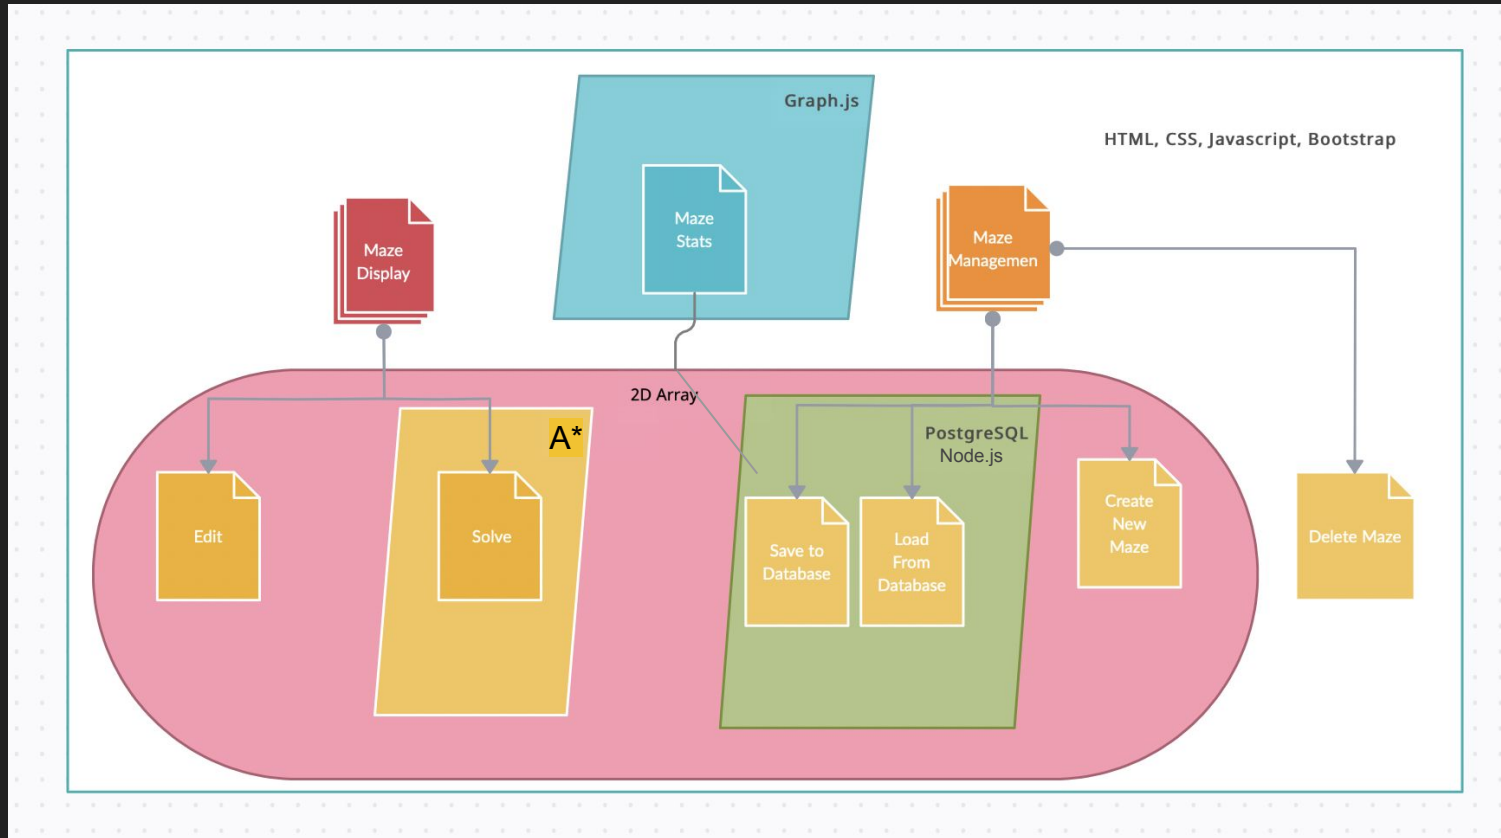 Graph.js
HTML, CSS, Javascript, Bootstrap
Maze
Stats
Maze
Display
Maze
Managemen
2D Array
A*
PostgreSQL
Node.js
Edit
Solve
Save to
Database
Load
From
Database
Create
New
Maze
Delete Maze